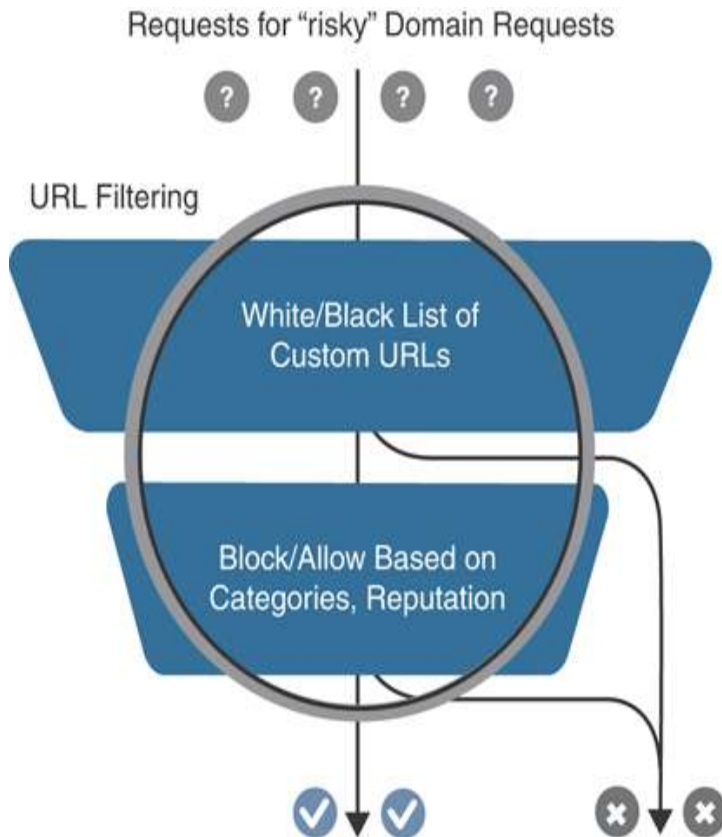 Requests for “risky” Domain Requests
? ? ? ?
URL Filtering
White/Black List of
Custom URLs
Block/Allow Based on
Categories, Reputation